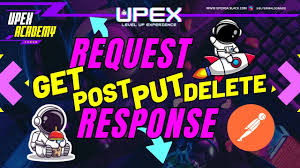 UPEX
ACADEMY
UPEX
LEVEL UP EXPERIENCE
REQUEST
GET POST PUT DELETE
RESPONSE